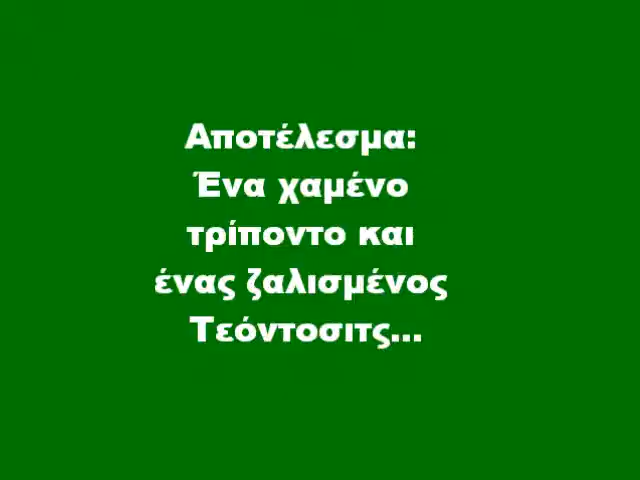 Αποτέλεσμα:
Ένα χαμένο
τρίποντο και
ένας ζαλισμένος
Τεόντοσιτς...